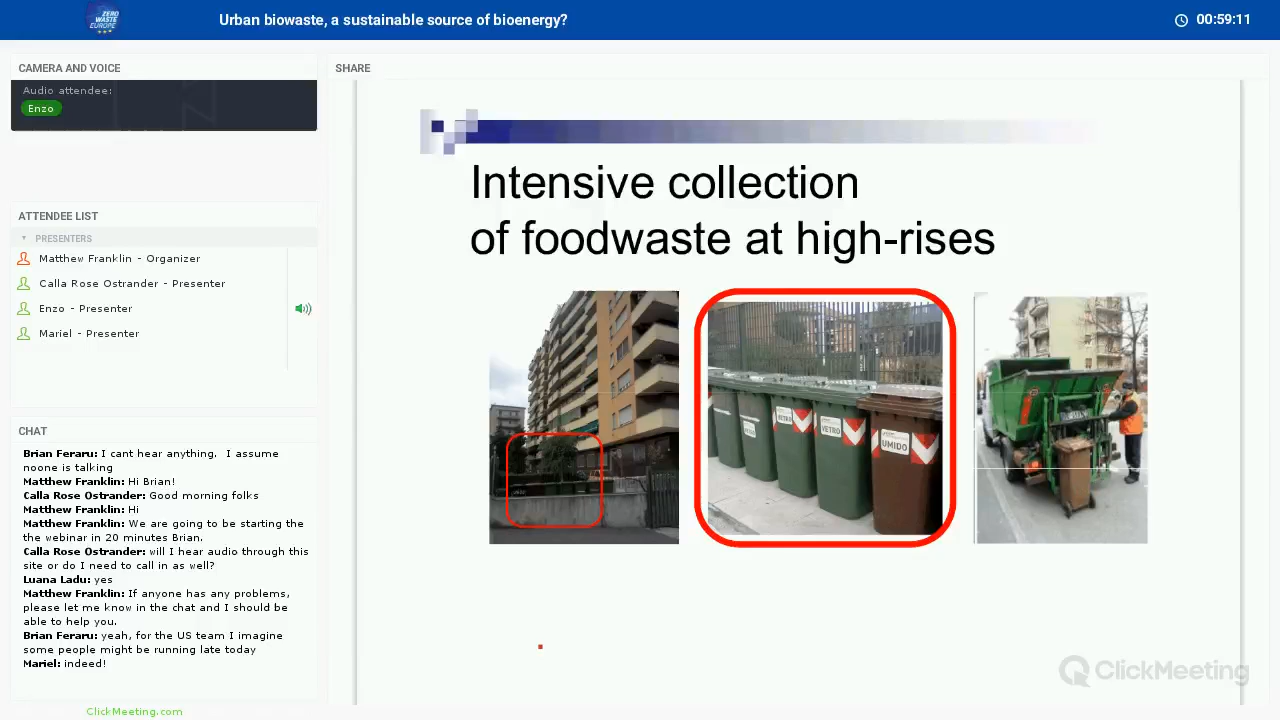 ZERO
WASTE
EUROPE
Urban biowaste, a sustainable source of bioenergy?
00:59:11
CAMERA AND VOICE
Audio attendee:
Enzo
ATTENDEE LIST
PRESENTERS
Matthew Franklin - Organizer
Calla Rose Ostrander - Presenter
Enzo - Presenter
Mariel - Presenter
CHAT
Brian Feraru: I cant hear anything.  I assume
noone is talking
Matthew Franklin: Hi Brian!
Calla Rose Ostrander: Good morning folks
Matthew Franklin: Hi
Matthew Franklin: We are going to be starting the
the webinar in 20 minutes Brian.
Calla Rose Ostrander: will I hear audio through this
site or do I need to call in as well?
Luana Ladu: yes
Matthew Franklin: If anyone has any problems,
please let me know in the chat and I should be
able to help you.
Brian Feraru: yeah, for the US team I imagine
some people might be running late today
Mariel: indeed!
ClickMeeting.com
SHARE
Intensive collection
of foodwaste at high-rises
VETRO
VETRO
UMIDO
ClickMeeting